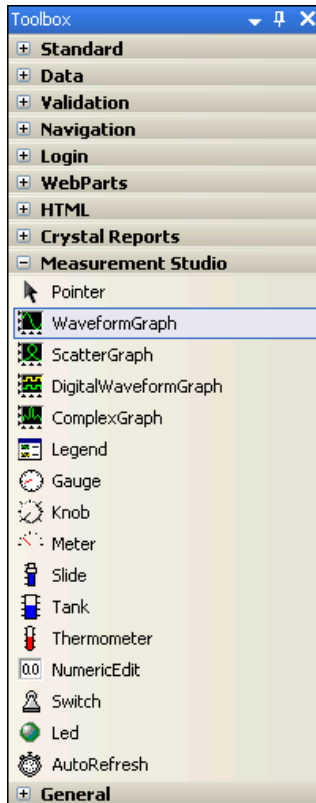 Toolbox
Standard
Data
Validation
Navigation
Login
WebParts
HTML
Crystal Reports
Measurement Studio
Pointer
WaveformGraph
ScatterGraph
DigitalWaveformGraph
ComplexGraph
Legend
Gauge
Knob
Meter
Slide
Tank
Thermometer
0.0 NumericEdit
Switch
Led
AutoRefresh
General